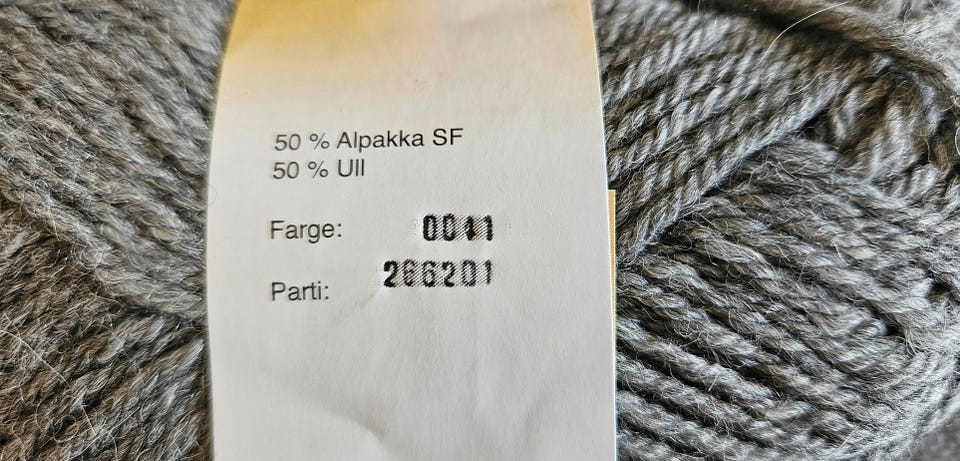 50 % Alpakka SF
50 % Ull
Farge: 0041
Parti: 266201